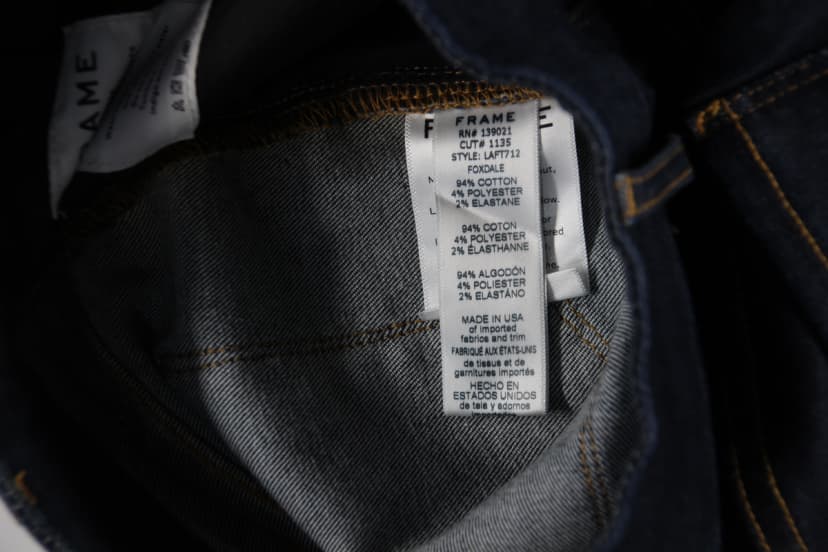 AME
FRAME
RN# 139021
CUT# 1135
STYLE: LAFT712
FOXDALE
94% COTTON
4% POLYESTER
2% ELASTANE
94% COTON
4% POLYESTER
2% ÉLASTHANNE
94% ALGODÓN
4% POLIESTER
2% ELASTÁNO
MADE IN USA
of imported
fabrics and trim
FABRIQUÉ AUX ÉTATS-UNIS
de tissus et de
garnitures importés
HECHO EN
ESTADOS UNIDOS
de tela y adornos